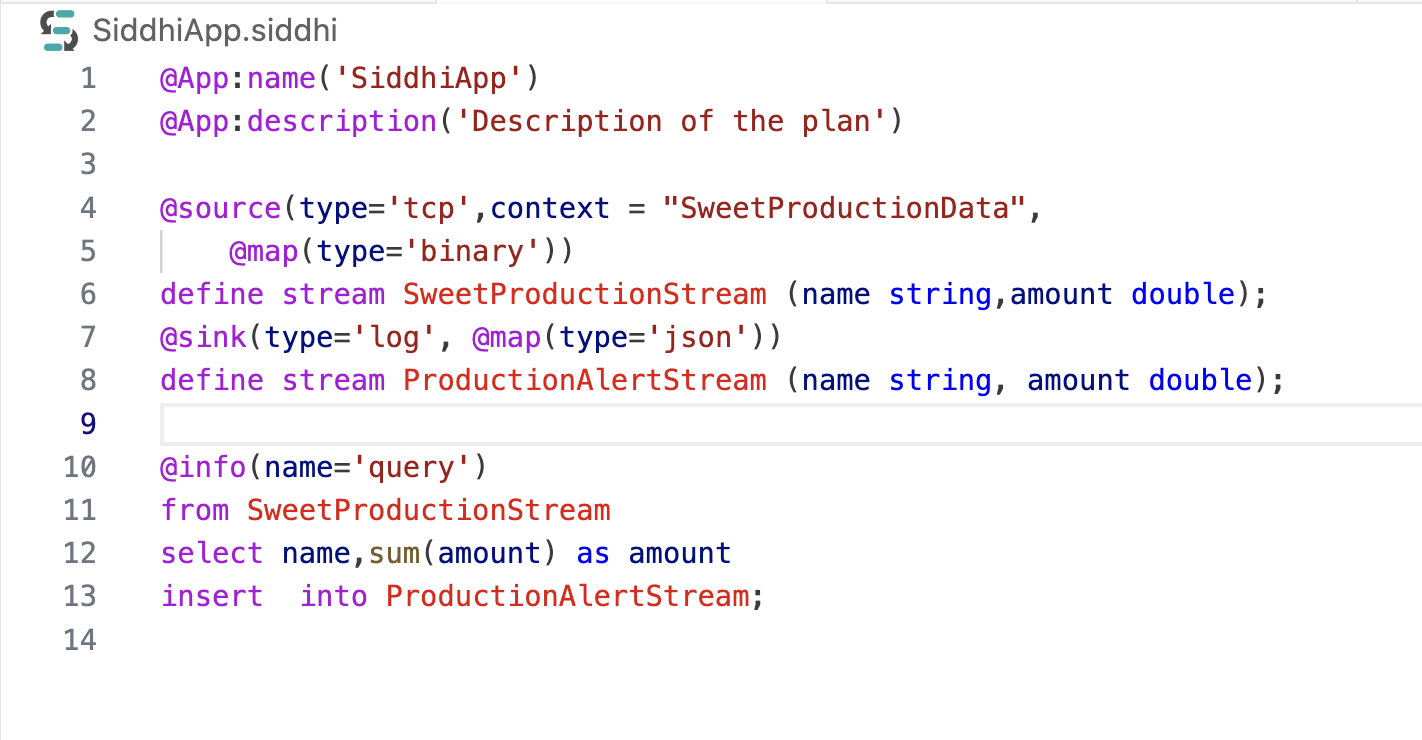 SiddhiApp.siddhi
1 @App:name('SiddhiApp')
2 @App:description('Description of the plan')
3
4 @source(type='tcp',context = "SweetProductionData",
5     @map(type='binary'))
6 define stream SweetProductionStream (name string,amount double);
7 @sink(type='log', @map(type='json'))
8 define stream ProductionAlertStream (name string, amount double);
9
10 @info(name='query')
11 from SweetProductionStream
12 select name,sum(amount) as amount
13 insert  into ProductionAlertStream;
14